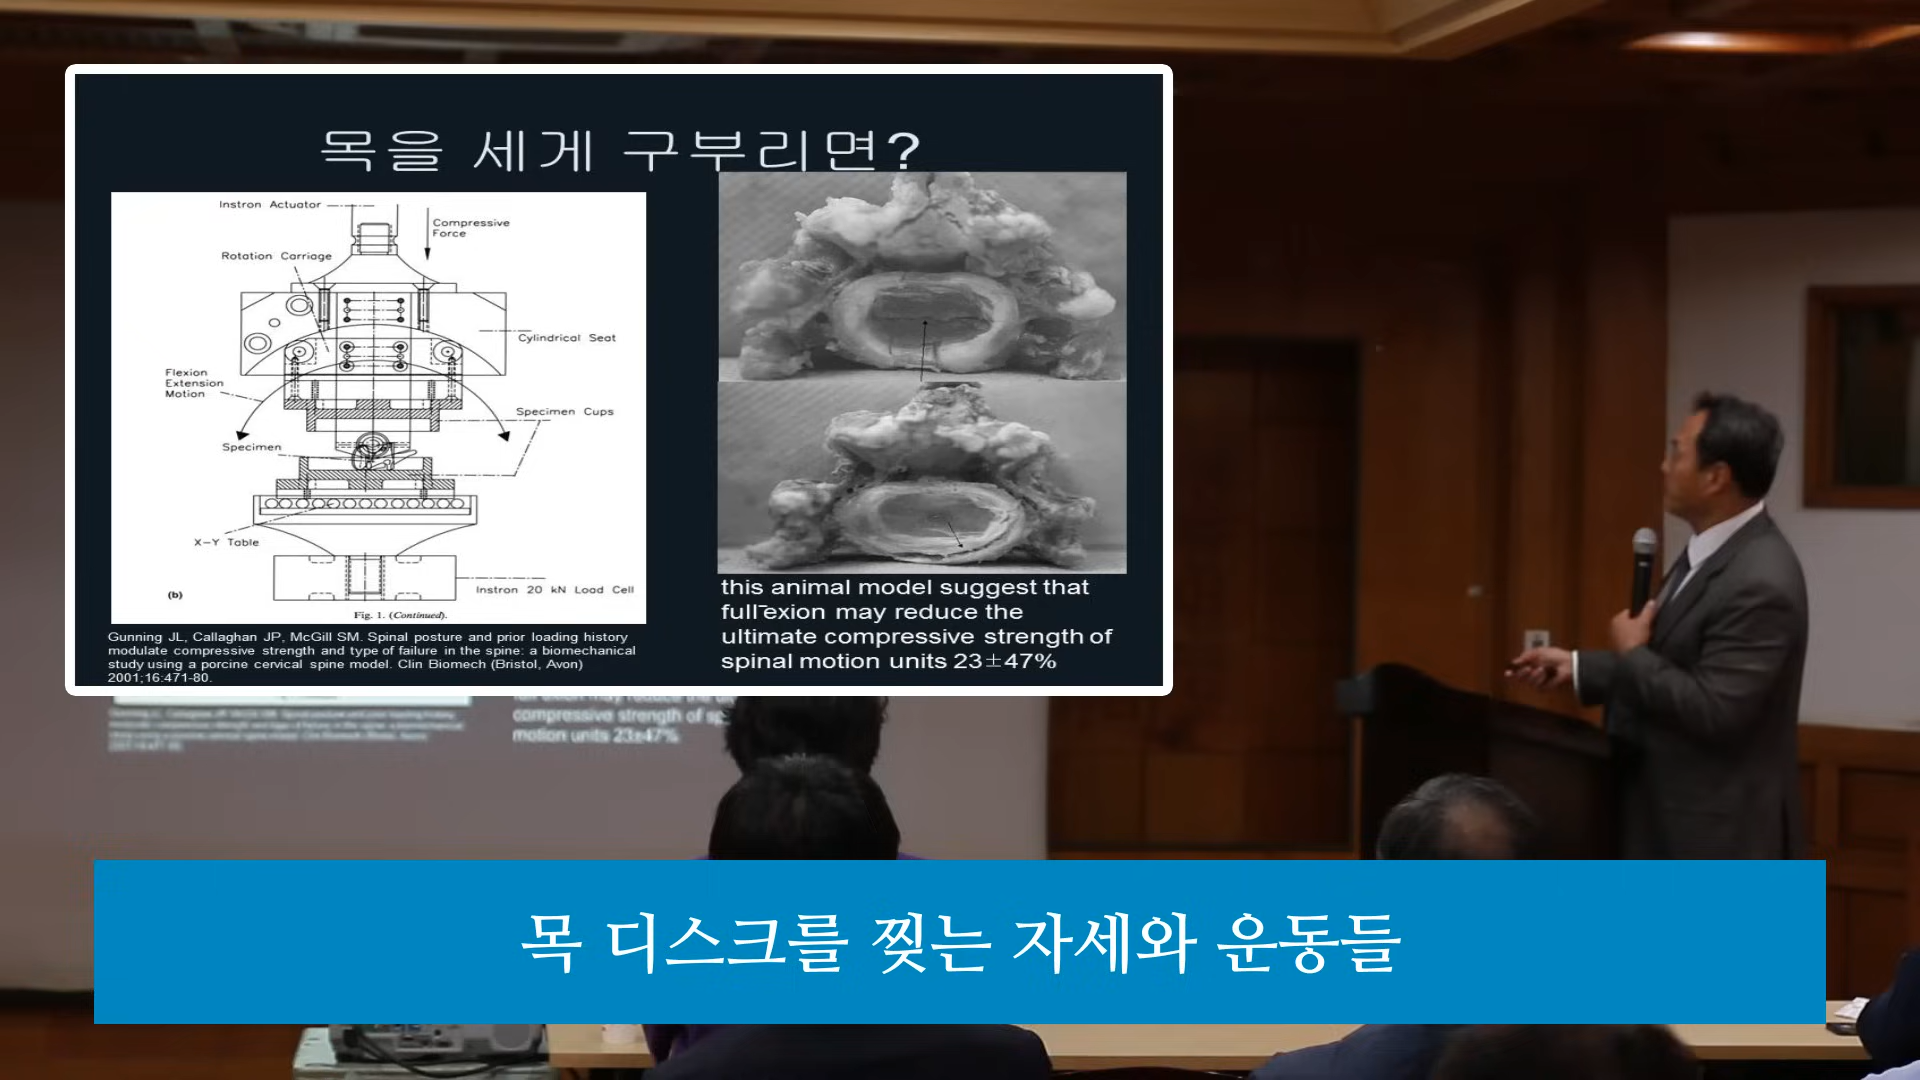 목을 세게 구부리면?
Instron Actuator
Compressive
Force
Rotation Carriage
Cylindrical Seat
Flexion
Extension
Motion
Specimen Cups
Specimen
X-Y Table
Instron 20 kN Load Cell
(b)
Fig. 1. (Continued).
Gunning JL, Callaghan JP, McGill SM. Spinal posture and prior loading history
modulate compressive strength and type of failure in the spine: a biomechanical
study using a porcine cervical spine model. Clin Biomech (Bristol, Avon)
2001;16:471-80.
this animal model suggest that
full‾exion may reduce the
ultimate compressive strength of
spinal motion units 23±47%
compressive strength of sp
motion units 23±47%
목 디스크를 찢는 자세와 운동들